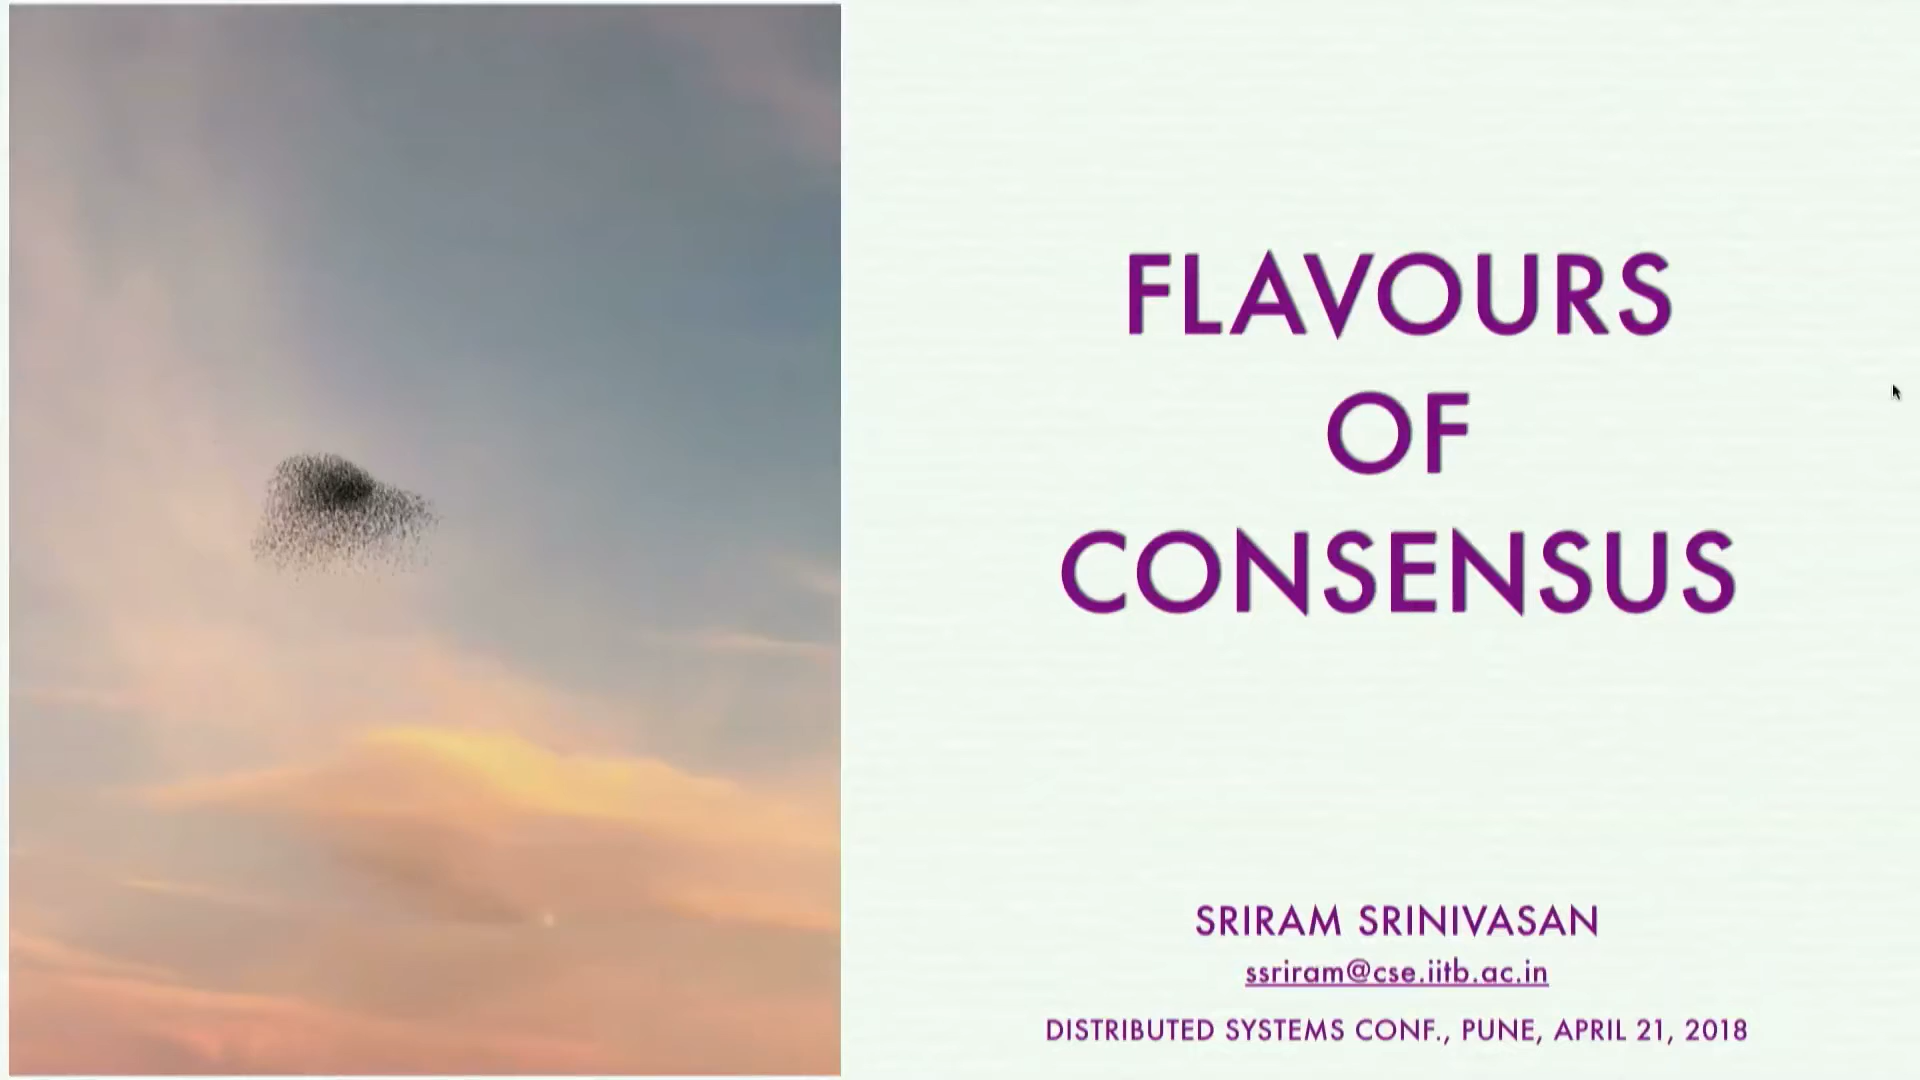 FLAVOURS
OF
CONSENSUS
SRIRAM SRINIVASAN
ssriram@cse.iitb.ac.in
DISTRIBUTED SYSTEMS CONF., PUNE, APRIL 21, 2018